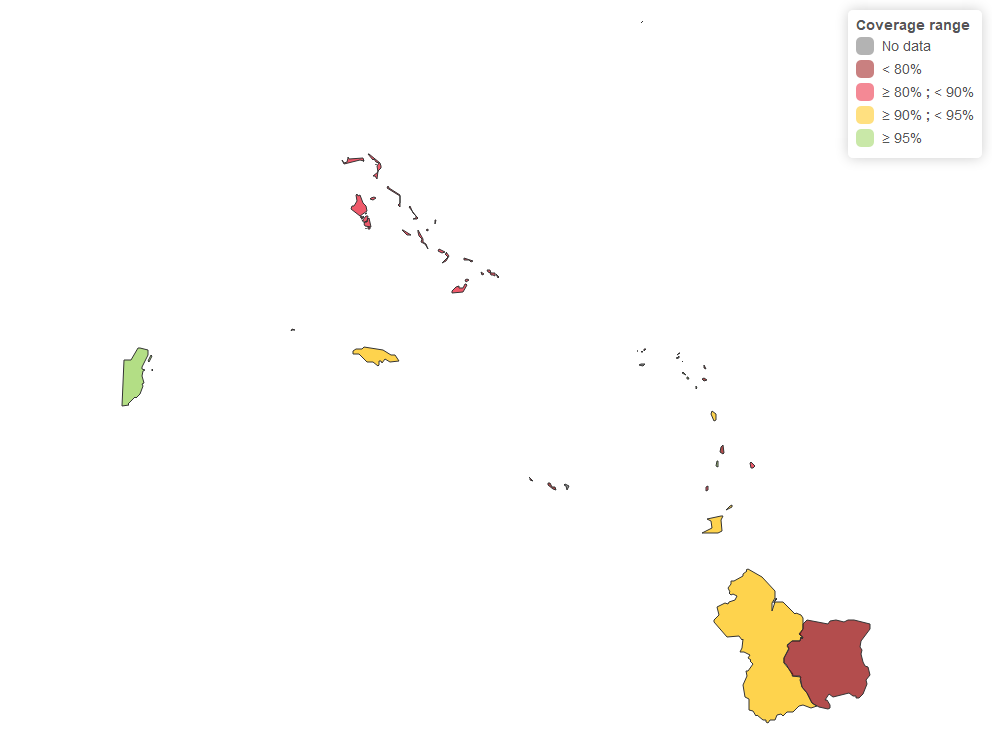 Coverage range
No data
< 80%
≥ 80% ; < 90%
≥ 90% ; < 95%
≥ 95%